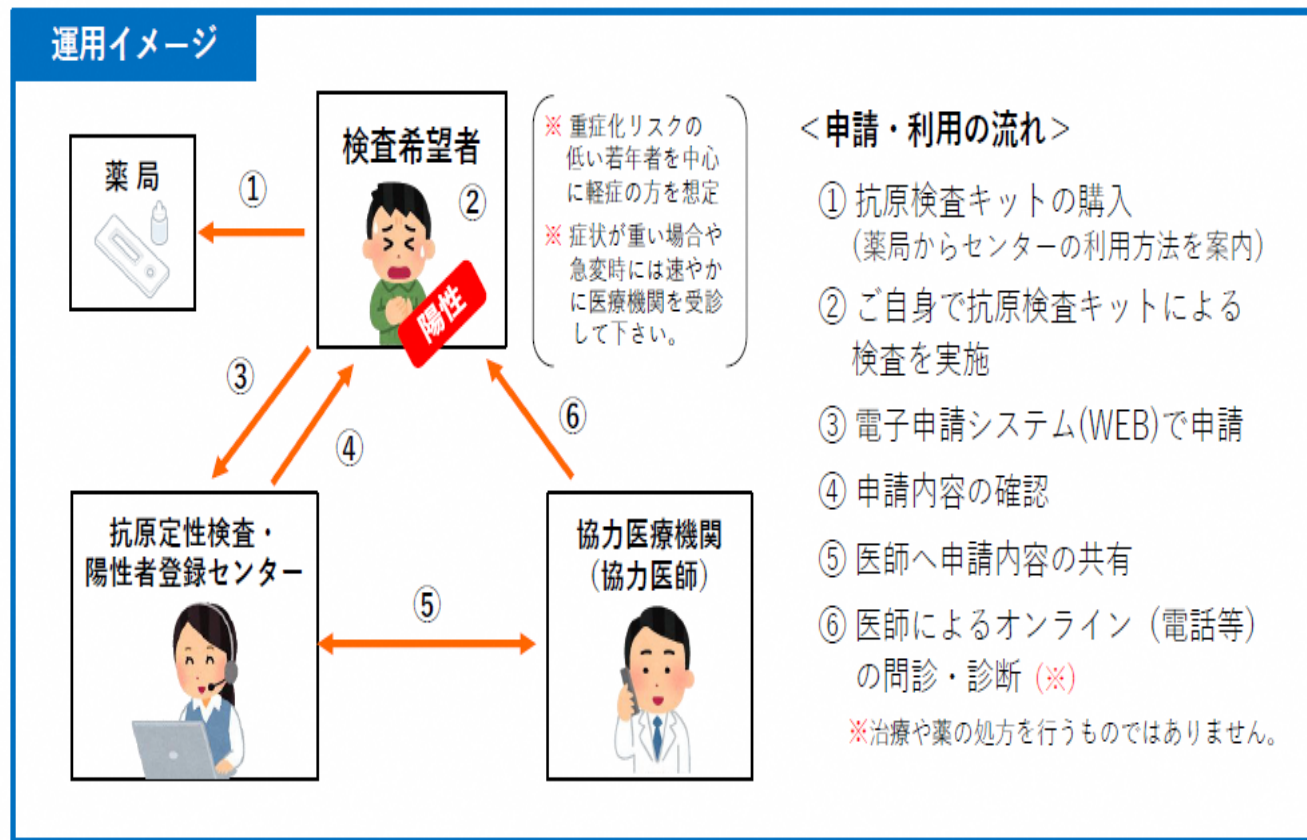 運用イメージ
薬局
①
検査希望者
②
陽性
※ 重症化リスクの
低い若年者を中心
に軽症の方を想定
※ 症状が重い場合や
急変時には速やか
に医療機関を受診
して下さい。
③
④
⑥
抗原定性検査・
陽性者登録センター
⑤
協力医療機関
(協力医師)
＜申請・利用の流れ＞
① 抗原検査キットの購入
(薬局からセンターの利用方法を案内)
② ご自身で抗原検査キットによる
検査を実施
③ 電子申請システム(WEB)で申請
④ 申請内容の確認
⑤ 医師へ申請内容の共有
⑥ 医師によるオンライン（電話等）
の問診・診断 (※)
※治療や薬の処方を行うものではありません。